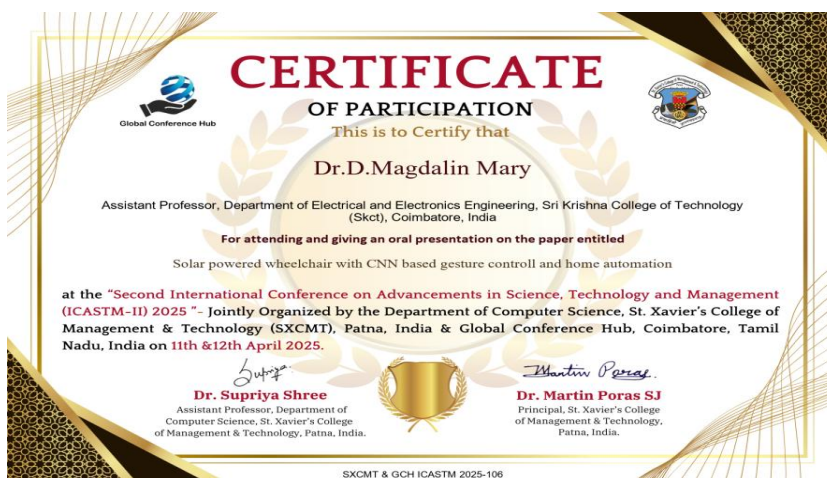 CERTIFICATE
OF PARTICIPATION
Global Conference Hub
This is to Certify that
Dr.D.Magdalin Mary
Assistant Professor, Department of Electrical and Electronics Engineering, Sri Krishna College of Technology
(Skct), Coimbatore, India
For attending and giving an oral presentation on the paper entitled
Solar powered wheelchair with CNN based gesture controll and home automation
at the "Second International Conference on Advancements in Science, Technology and Management
(ICASTM-II) 2025 "- Jointly Organized by the Department of Computer Science, St. Xavier's College of
Management & Technology (SXCMT), Patna, India & Global Conference Hub, Coimbatore, Tamil
Nadu, India on 11th &12th April 2025.
Supriya.
Martin Poras.
Dr. Supriya Shree
Dr. Martin Poras SJ
Assistant Professor, Department of
Computer Science, St. Xavier's College
of Management & Technology, Patna, India.
Principal, St. Xavier's College
of Management & Technology,
Patna, India.
SXCMT & GCH ICASTM 2025-106